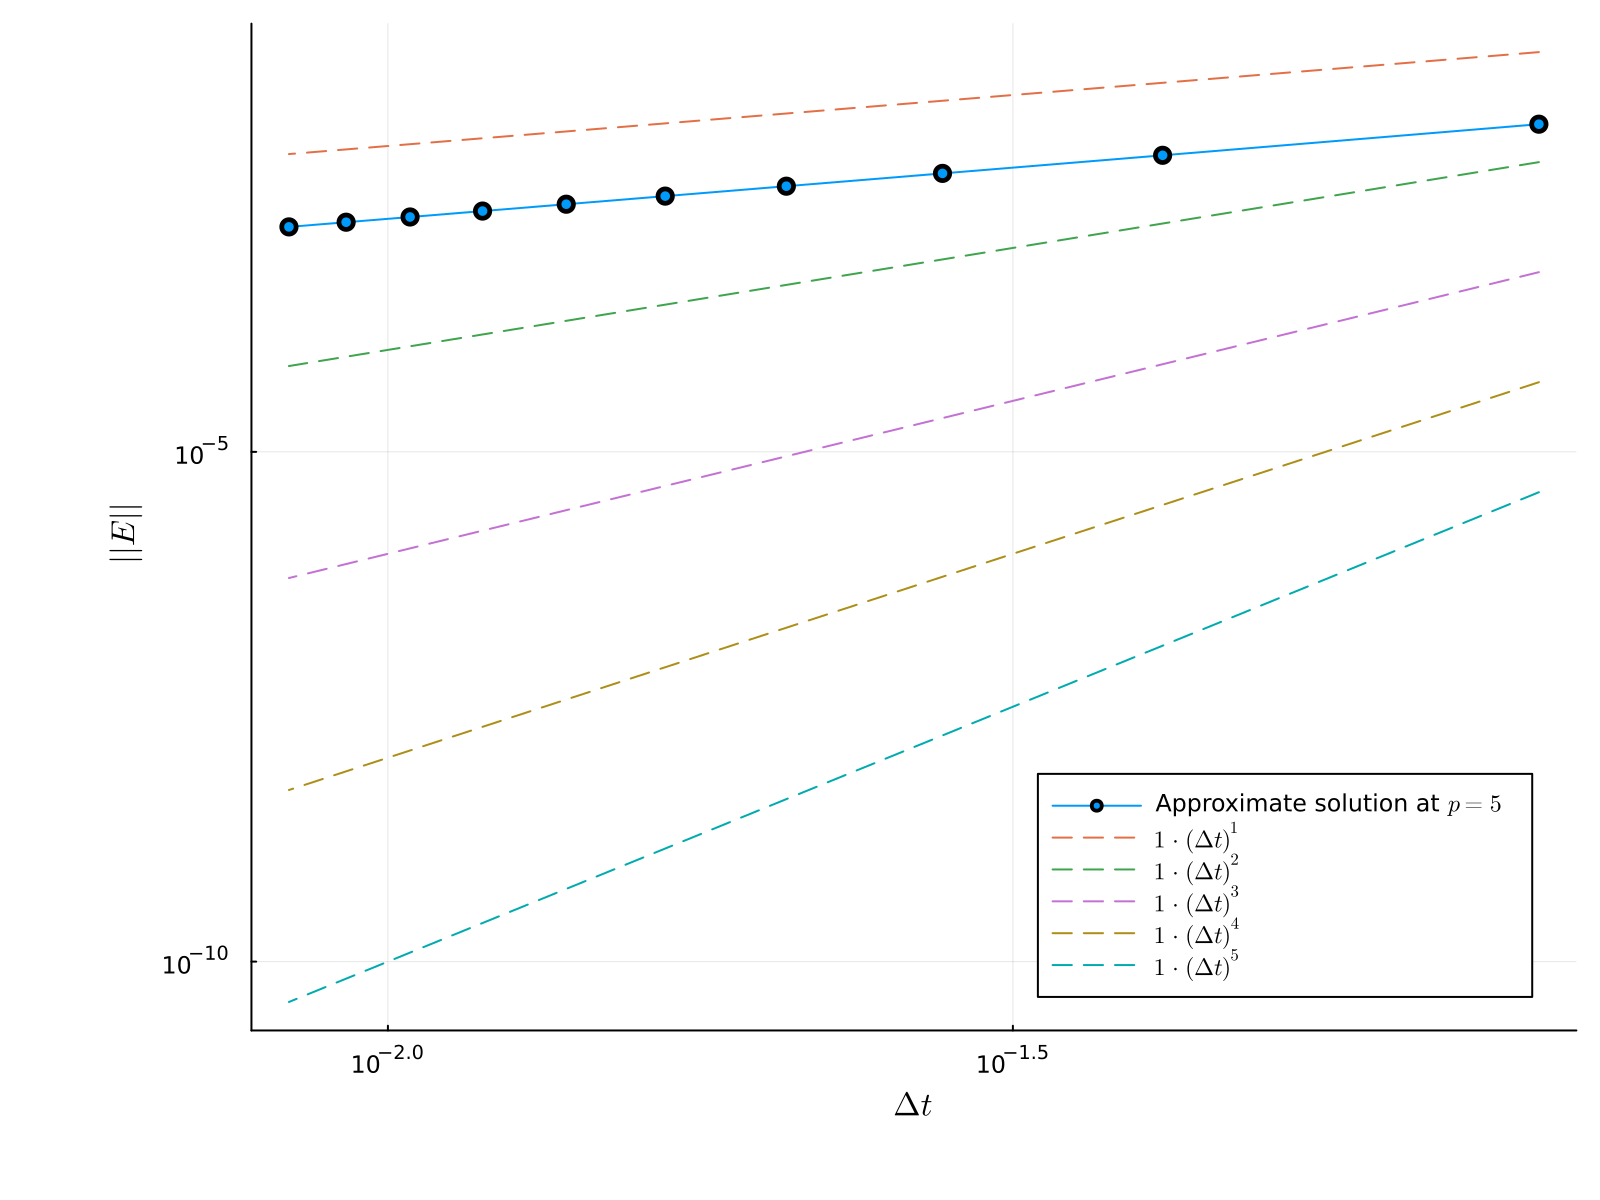 10⁻⁵
||E||
10⁻¹⁰
Approximate solution at p = 5
1 · (Δt)¹
1 · (Δt)²
1 · (Δt)³
1 · (Δt)⁴
1 · (Δt)⁵
10⁻²·⁰
10⁻¹·⁵
Δt